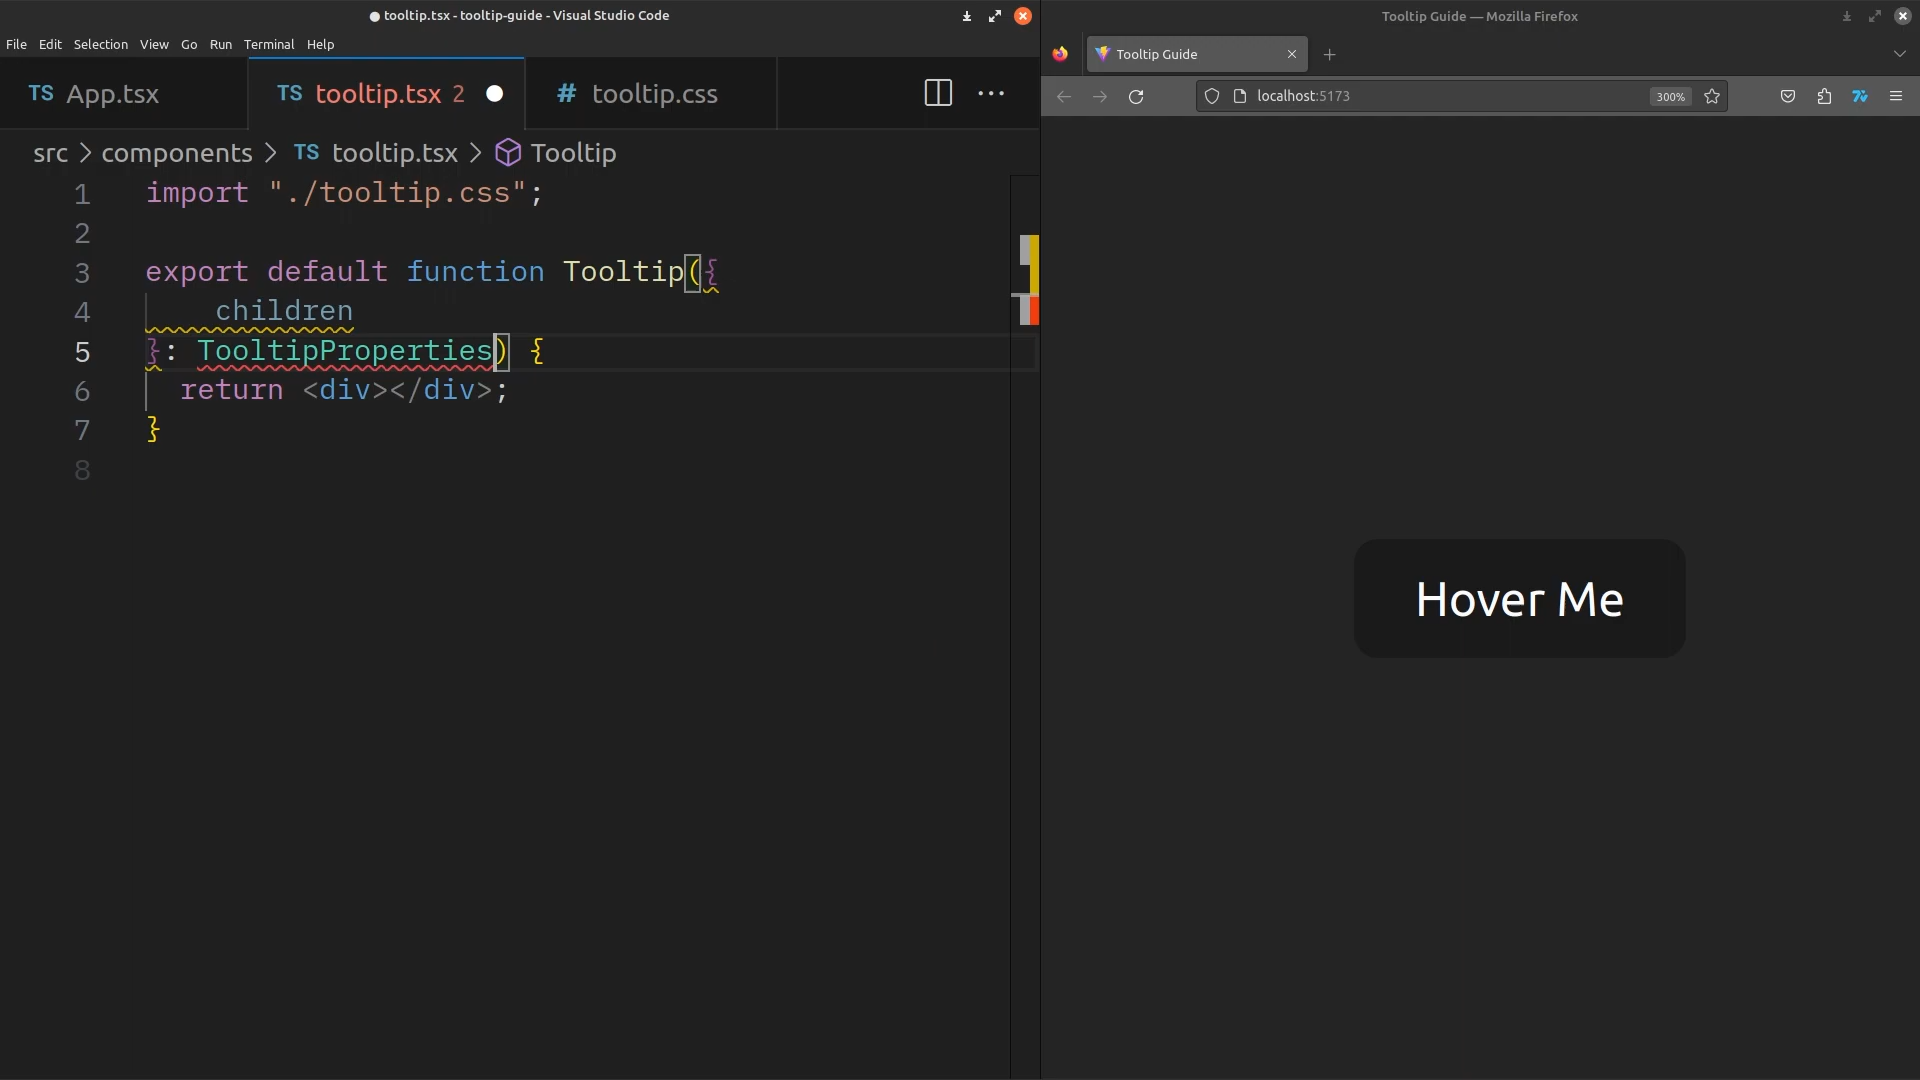 tooltip.tsx - tooltip-guide - Visual Studio Code
File Edit Selection View Go Run Terminal Help
TS App.tsx
TS tooltip.tsx 2
# tooltip.css
src > components > TS tooltip.tsx > Tooltip
1 import "./tooltip.css";
2
3 export default function Tooltip({
4 children
5 }: TooltipProperties) {
6 return <div></div>;
7 }
8
Tooltip Guide — Mozilla Firefox
Tooltip Guide
localhost:5173
300%
Hover Me